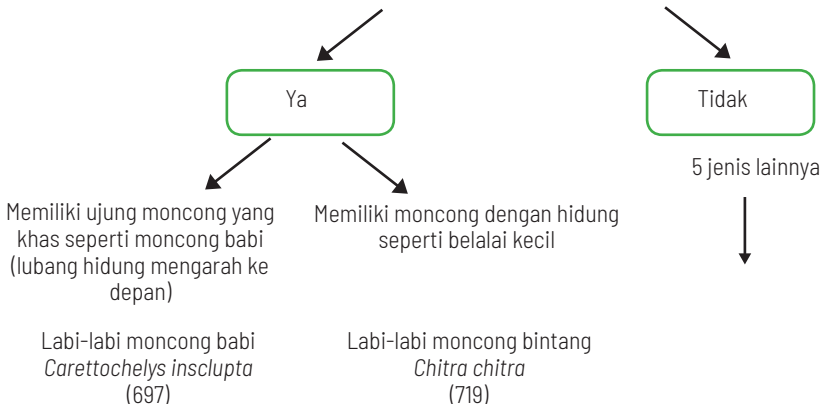 Ya
Tidak
5 jenis lainnya
Memiliki ujung moncong yang
khas seperti moncong babi
(lubang hidung mengarah ke
depan)
Memiliki moncong dengan hidung
seperti belalai kecil
Labi-labi moncong babi
Carettochelys insclupta
(697)
Labi-labi moncong bintang
Chitra chitra
(719)